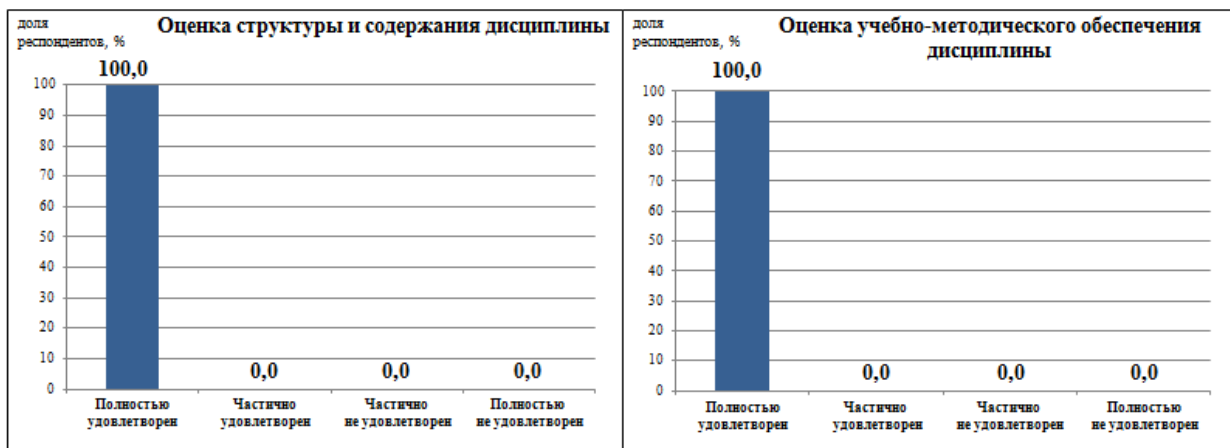 доля
респондентов, %
Оценка структуры и содержания дисциплины
100,0
100
90
80
70
60
50
40
30
20
10
0
0,0
0,0
0,0
Полностью
удовлетворен
Частично
удовлетворен
Частично
не удовлетворен
Полностью
не удовлетворен
доля
респондентов, %
Оценка учебно-методического обеспечения
дисциплины
100,0
100
90
80
70
60
50
40
30
20
10
0
0,0
0,0
0,0
Полностью
удовлетворен
Частично
удовлетворен
Частично
не удовлетворен
Полностью
не удовлетворен